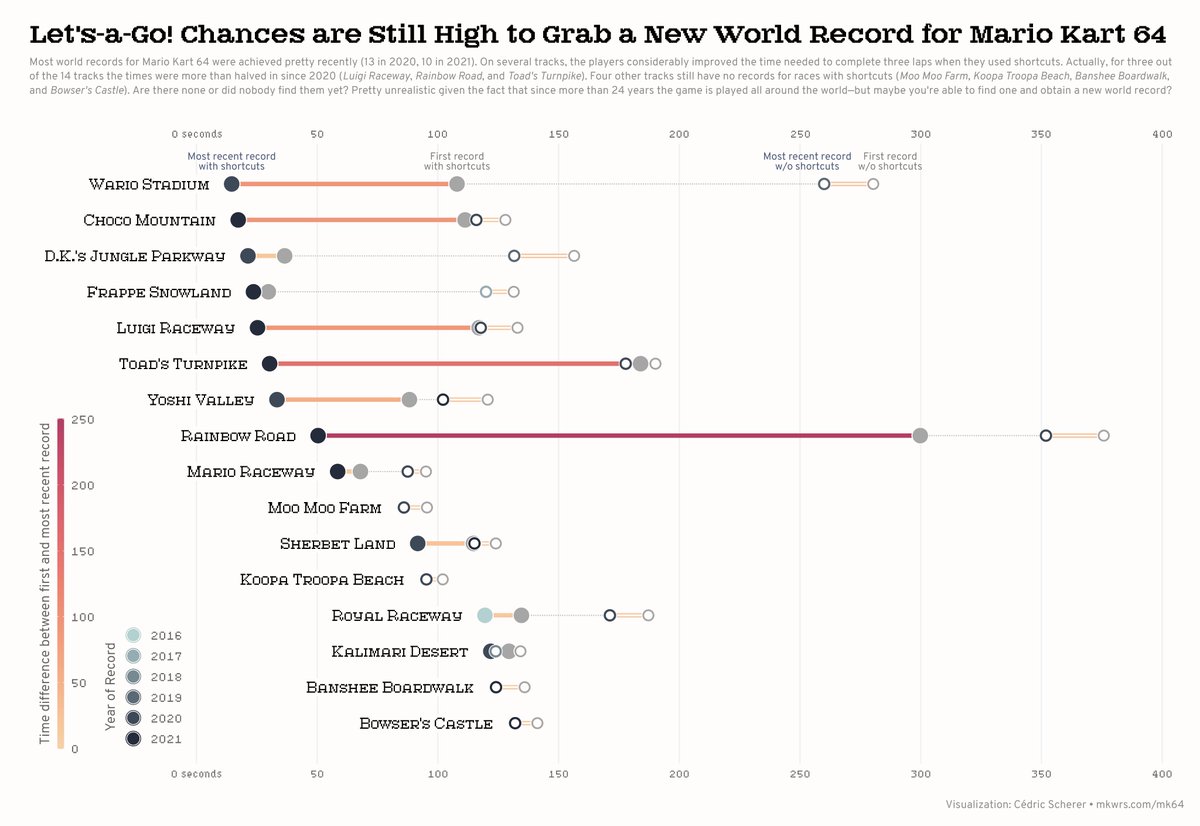 Let's-a-Go! Chances are Still High to Grab a New World Record for Mario Kart 64
Most world records for Mario Kart 64 were achieved pretty recently (13 in 2020, 10 in 2021). On several tracks, the players considerably improved the time needed to complete three laps when they used shortcuts. Actually, for three out
of the 14 tracks the times were more than halved in since 2020 (Luigi Raceway, Rainbow Road, and Toad's Turnpike). Four other tracks still have no records for races with shortcuts (Moo Moo Farm, Koopa Troopa Beach, Banshee Boardwalk,
and Bowser's Castle). Are there none or did nobody find them yet? Pretty unrealistic given the fact that since more than 24 years the game is played all around the world—but maybe you're able to find one and obtain a new world record?
0 seconds 50 100 150 200 250 300 350 400
Most recent record
with shortcuts
First record
with shortcuts
Most recent record
w/o shortcuts
First record
w/o shortcuts
Wario Stadium
Choco Mountain
D.K.'s Jungle Parkway
Frappe Snowland
Luigi Raceway
Toad's Turnpike
Yoshi Valley
Rainbow Road
Mario Raceway
Moo Moo Farm
Sherbet Land
Koopa Troopa Beach
Royal Raceway
Kalimari Desert
Banshee Boardwalk
Bowser's Castle
Time difference between first and most recent record
250
200
150
100
50
0
Year of Record
2016
2017
2018
2019
2020
2021
0 seconds 50 100 150 200 250 300 350 400
Visualization: Cédric Scherer • mkwrs.com/mk64